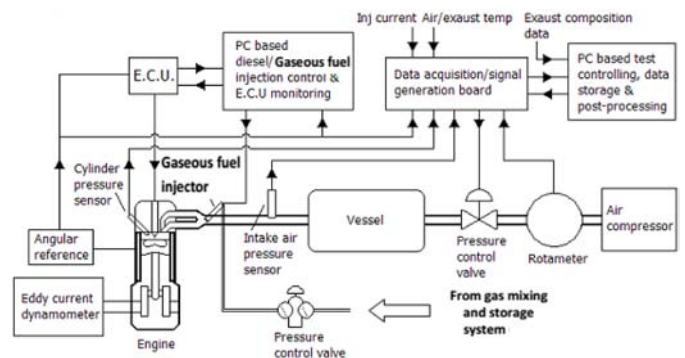 Inj current
Air/exhaust temp
Exaust composition
data
E.C.U.
PC based
diesel/Gaseous fuel
injection control &
E.C.U monitoring
Data acquisition/signal
generation board
PC based test
controlling, data
storage &
post-processing
Cylinder
pressure
sensor
Gaseous fuel
injector
Angular
reference
Intake air
pressure
sensor
Vessel
Pressure
control
valve
Rotameter
Air
compressor
Eddy current
dynamometer
Engine
Pressure
control valve
From gas mixing
and storage
system